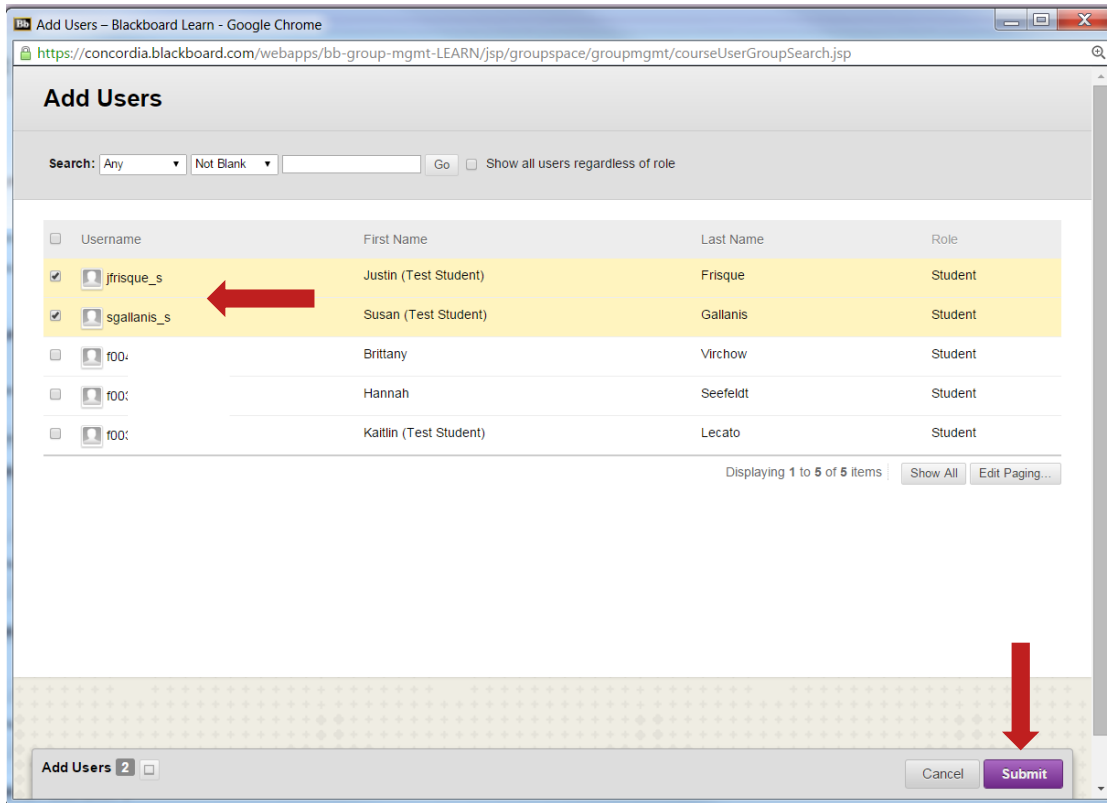 Add Users – Blackboard Learn - Google Chrome
https://concordia.blackboard.com/webapps/bb-group-mgmt-LEARN/jsp/groupspace/groupmgmt/courseUserGroupSearch.jsp
Add Users
Search: Any Not Blank Go Show all users regardless of role
Username First Name Last Name Role
jfrisque_s Justin (Test Student) Frisque Student
sgallanis_s Susan (Test Student) Gallanis Student
Brittany Virchow Student
Hannah Seefeldt Student
Kaitlin (Test Student) Lecato Student
Displaying 1 to 5 of 5 items Show All Edit Paging...
Add Users 2 Cancel Submit